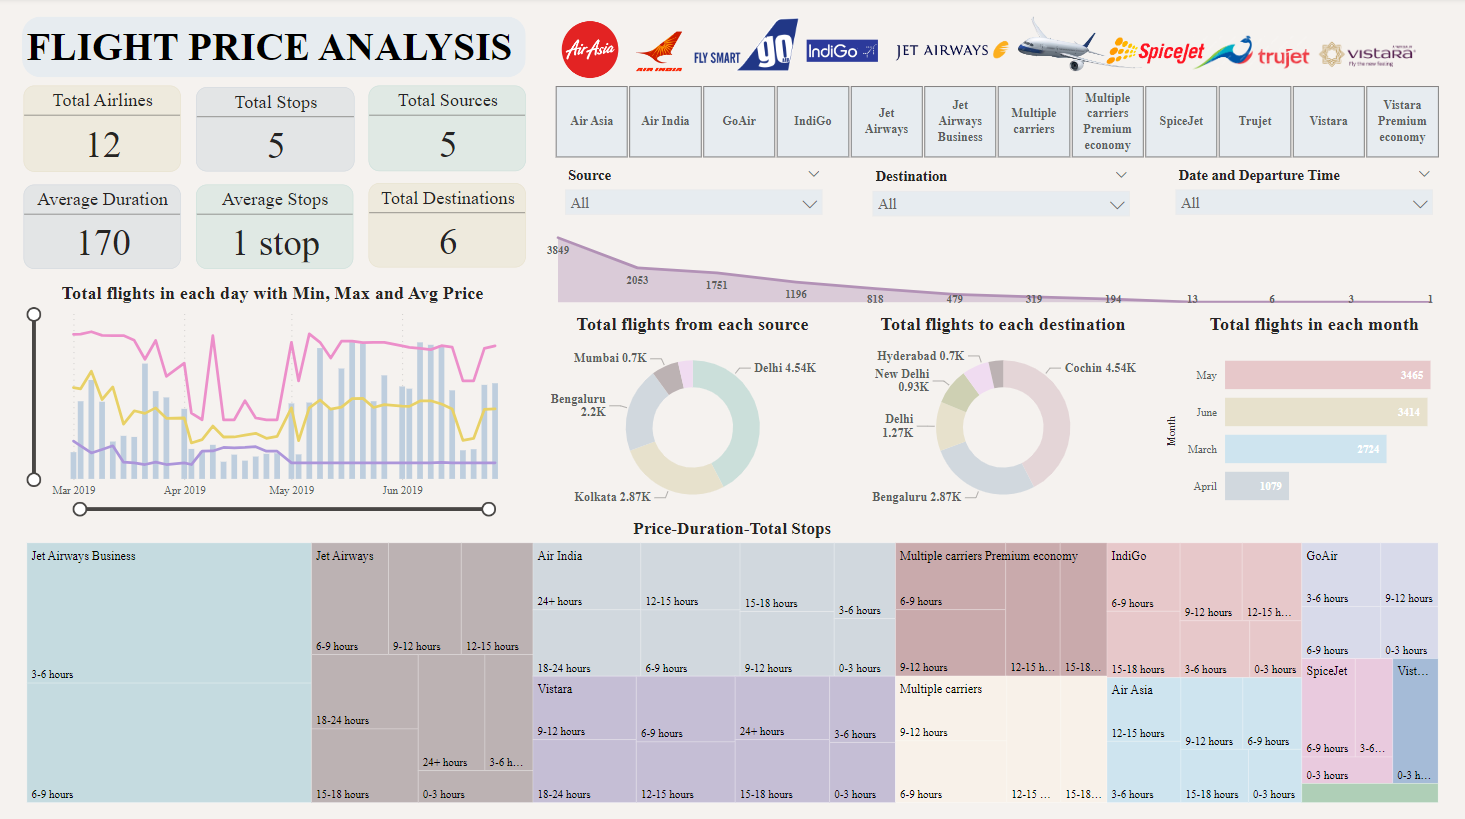 FLIGHT PRICE ANALYSIS
AirAsia
AIR INDIA
FLY SMART
go
AIR
IndiGo
JET AIRWAYS
SpiceJet
trujet
vistara
Fly the new feeling
Total Airlines
12
Total Stops
5
Total Sources
5
Average Duration
170
Average Stops
1 stop
Total Destinations
6
Air Asia
Air India
GoAir
IndiGo
Jet
Airways
Jet
Airways
Business
Multiple
carriers
Multiple
carriers
Premium
economy
SpiceJet
Trujet
Vistara
Vistara
Premium
economy
Source
All
Destination
All
Date and Departure Time
All
3849
2053
1751
1196
818
479
319
194
13
6
3
1
Total flights in each day with Min, Max and Avg Price
Mar 2019
Apr 2019
May 2019
Jun 2019
Total flights from each source
Mumbai 0.7K
Delhi 4.54K
Bengaluru
2.2K
Kolkata 2.87K
Total flights to each destination
Hyderabad 0.7K
Cochin 4.54K
New Delhi
0.93K
Delhi
1.27K
Bengaluru 2.87K
Total flights in each month
Month
May 3465
June 3414
March 2724
April 1079
Price-Duration-Total Stops
Jet Airways Business
3-6 hours
6-9 hours
Jet Airways
6-9 hours
9-12 hours
12-15 hours
18-24 hours
15-18 hours
24+ hours
3-6 h...
0-3 hours
Air India
24+ hours
12-15 hours
15-18 hours
3-6 hours
18-24 hours
6-9 hours
9-12 hours
0-3 hours
Vistara
9-12 hours
6-9 hours
24+ hours
3-6 hours
18-24 hours
12-15 hours
15-18 hours
0-3 hours
Multiple carriers Premium economy
6-9 hours
9-12 hours
12-15 h...
15-18...
Multiple carriers
9-12 hours
6-9 hours
12-15 ...
15-18...
IndiGo
6-9 hours
9-12 hours
12-15 h...
15-18 hours
3-6 hours
0-3 hours
Air Asia
12-15 hours
9-12 hours
6-9 hours
3-6 hours
15-18 hours
0-3 hours
GoAir
3-6 hours
9-12 hours
6-9 hours
0-3 hours
SpiceJet
6-9 hours
3-6...
0-3 hours
Vist...
0-3 h...